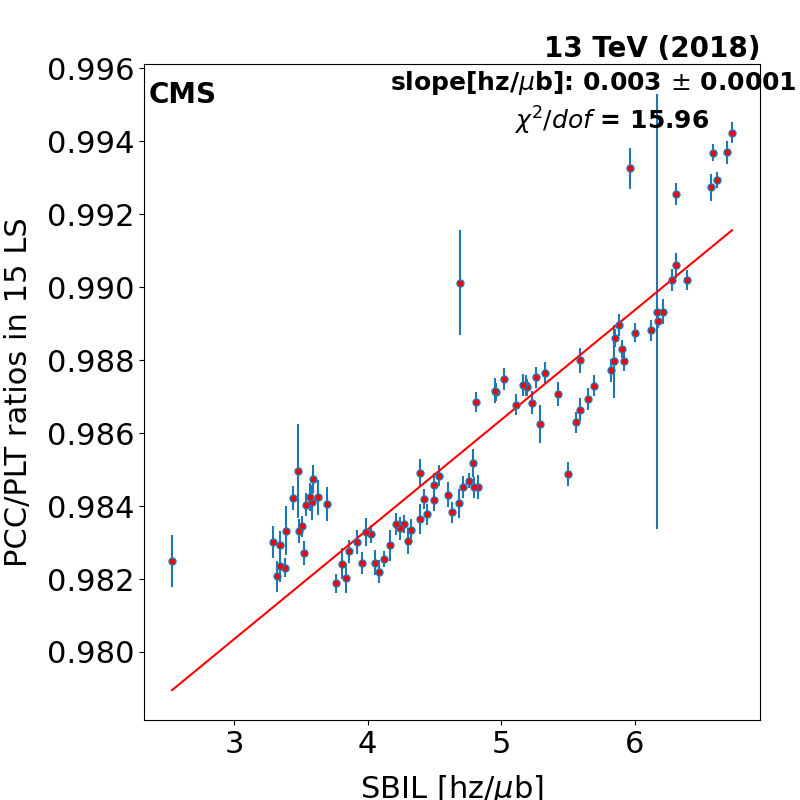 13 TeV (2018)
CMS
slope[hz/μb]: 0.003 ± 0.0001
χ²/dof = 15.96
PCC/PLT ratios in 15 LS
0.996
0.994
0.992
0.990
0.988
0.986
0.984
0.982
0.980
3 4 5 6
SBIL [hz/μb]